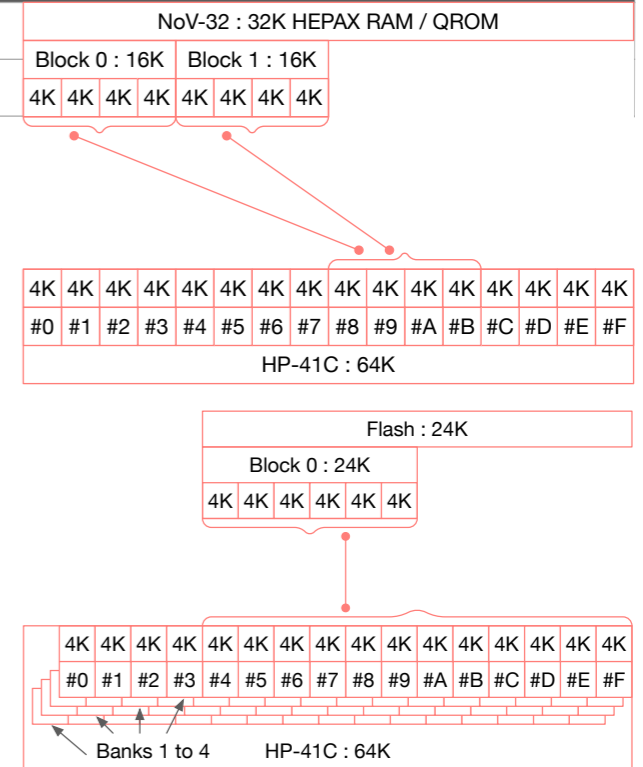 NoV-32 : 32K HEPAX RAM / QROM
Block 0 : 16K Block 1 : 16K
4K 4K 4K 4K 4K 4K 4K 4K
4K 4K 4K 4K 4K 4K 4K 4K 4K 4K 4K 4K 4K 4K 4K 4K
#0 #1 #2 #3 #4 #5 #6 #7 #8 #9 #A #B #C #D #E #F
HP-41C : 64K
Flash : 24K
Block 0 : 24K
4K 4K 4K 4K 4K 4K
4K 4K 4K 4K 4K 4K 4K 4K 4K 4K 4K 4K 4K 4K 4K 4K
#0 #1 #2 #3 #4 #5 #6 #7 #8 #9 #A #B #C #D #E #F
Banks 1 to 4 HP-41C : 64K